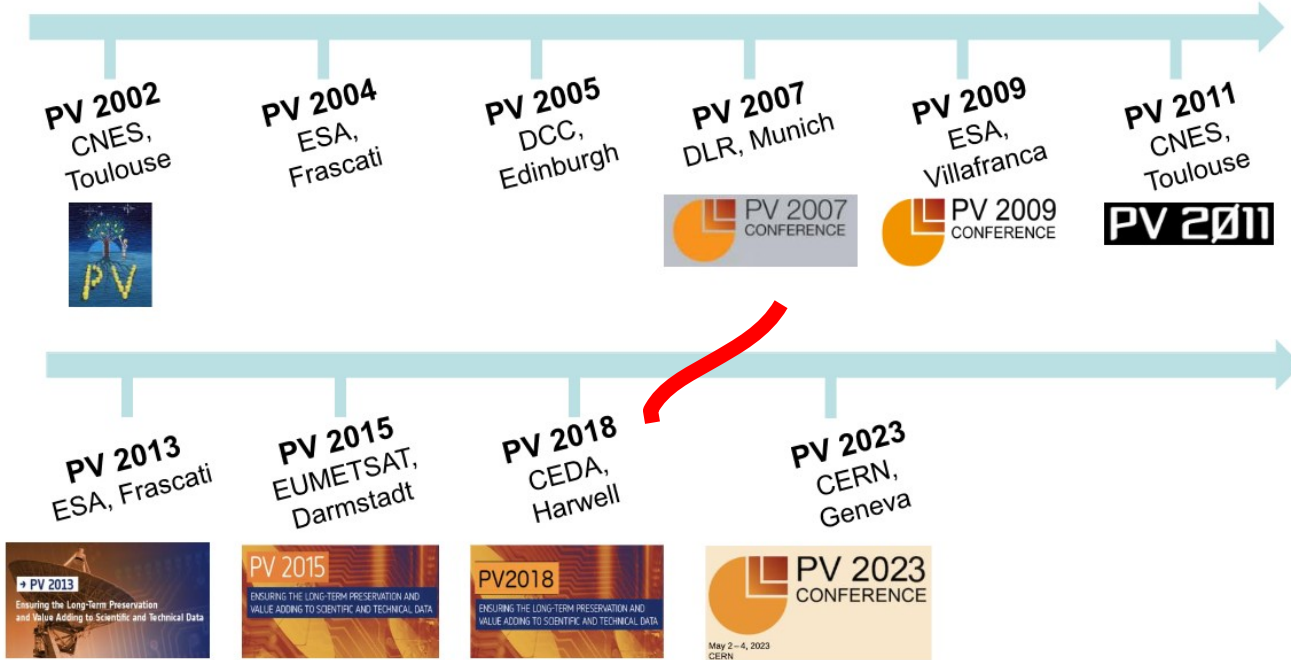 PV 2002
CNES,
Toulouse
PV 2004
ESA,
Frascati
PV 2005
DCC,
Edinburgh
PV 2007
DLR, Munich
PV 2009
ESA,
Villafranca
PV 2011
CNES,
Toulouse
PV
PV 2007
CONFERENCE
PV 2009
CONFERENCE
PV 2Ø11
PV 2013
ESA, Frascati
PV 2015
EUMETSAT,
Darmstadt
PV 2018
CEDA,
Harwell
PV 2023
CERN,
Geneva
→ PV 2013
Ensuring the Long-Term Preservation
and Value Adding to Scientific and Technical Data
PV 2015
ENSURING THE LONG-TERM PRESERVATION AND
VALUE ADDING TO SCIENTIFIC AND TECHNICAL DATA
PV2018
ENSURING THE LONG-TERM PRESERVATION AND
VALUE ADDING TO SCIENTIFIC AND TECHNICAL DATA
PV 2023
CONFERENCE
May 2–4, 2023
CERN